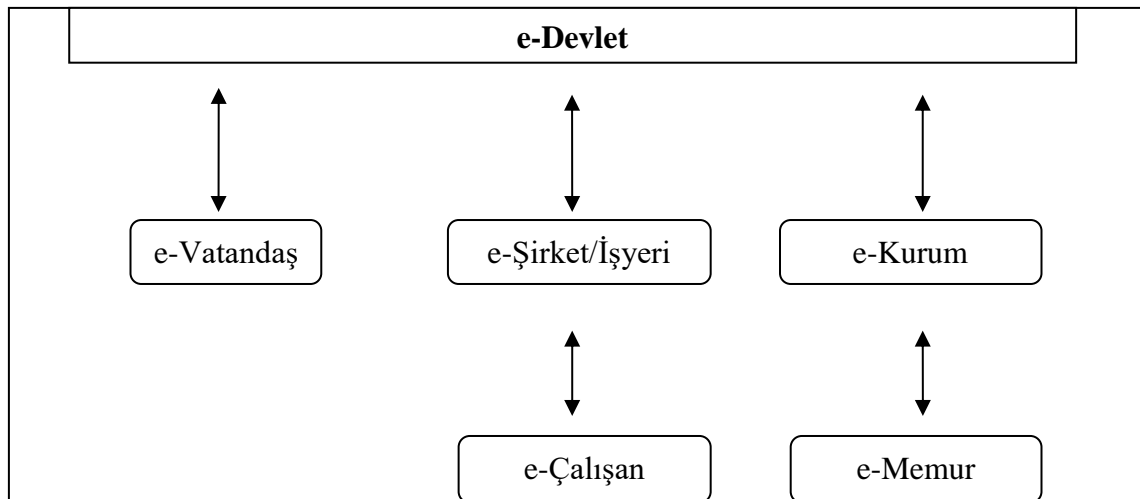 e-Devlet
e-Vatandaş
e-Şirket/İşyeri
e-Kurum
e-Çalışan
e-Memur